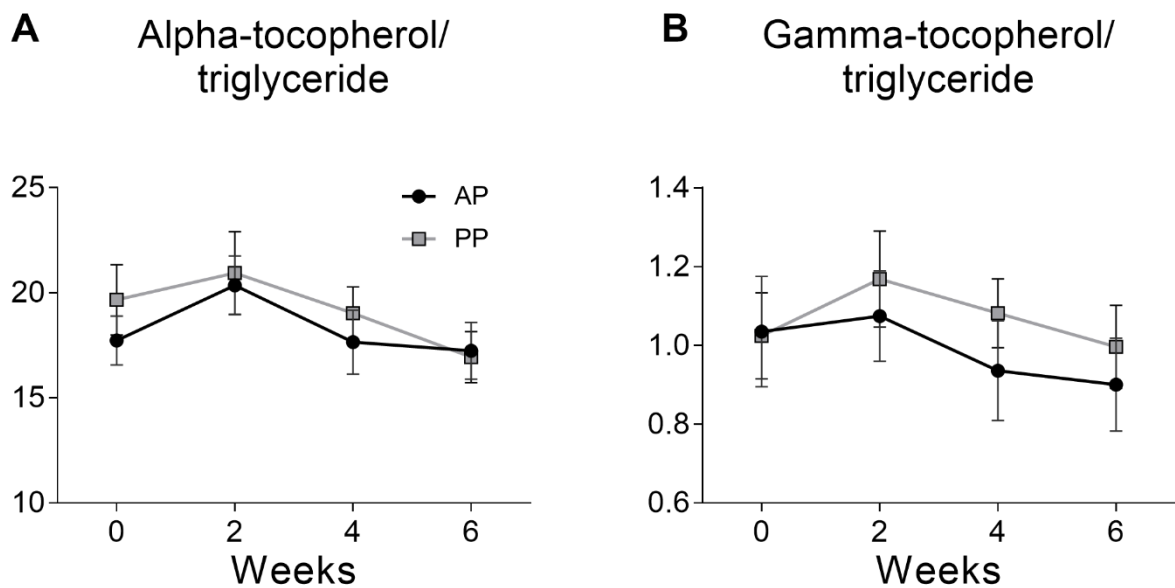 A
Alpha-tocopherol/
triglyceride
25
20
15
10
AP
PP
0 2 4 6
Weeks
B
Gamma-tocopherol/
triglyceride
1.4
1.2
1.0
0.8
0.6
0 2 4 6
Weeks